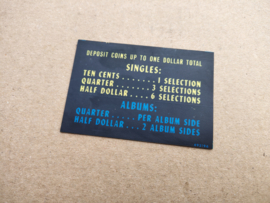 DEPOSIT COINS UP TO ONE DOLLAR TOTAL
SINGLES:
TEN CENTS . . . . . . . 1 SELECTION
QUARTER . . . . . . . 3 SELECTIONS
HALF DOLLAR . . . . 6 SELECTIONS
ALBUMS:
QUARTER . . . . . PER ALBUM SIDE
HALF DOLLAR . . . 2 ALBUM SIDES